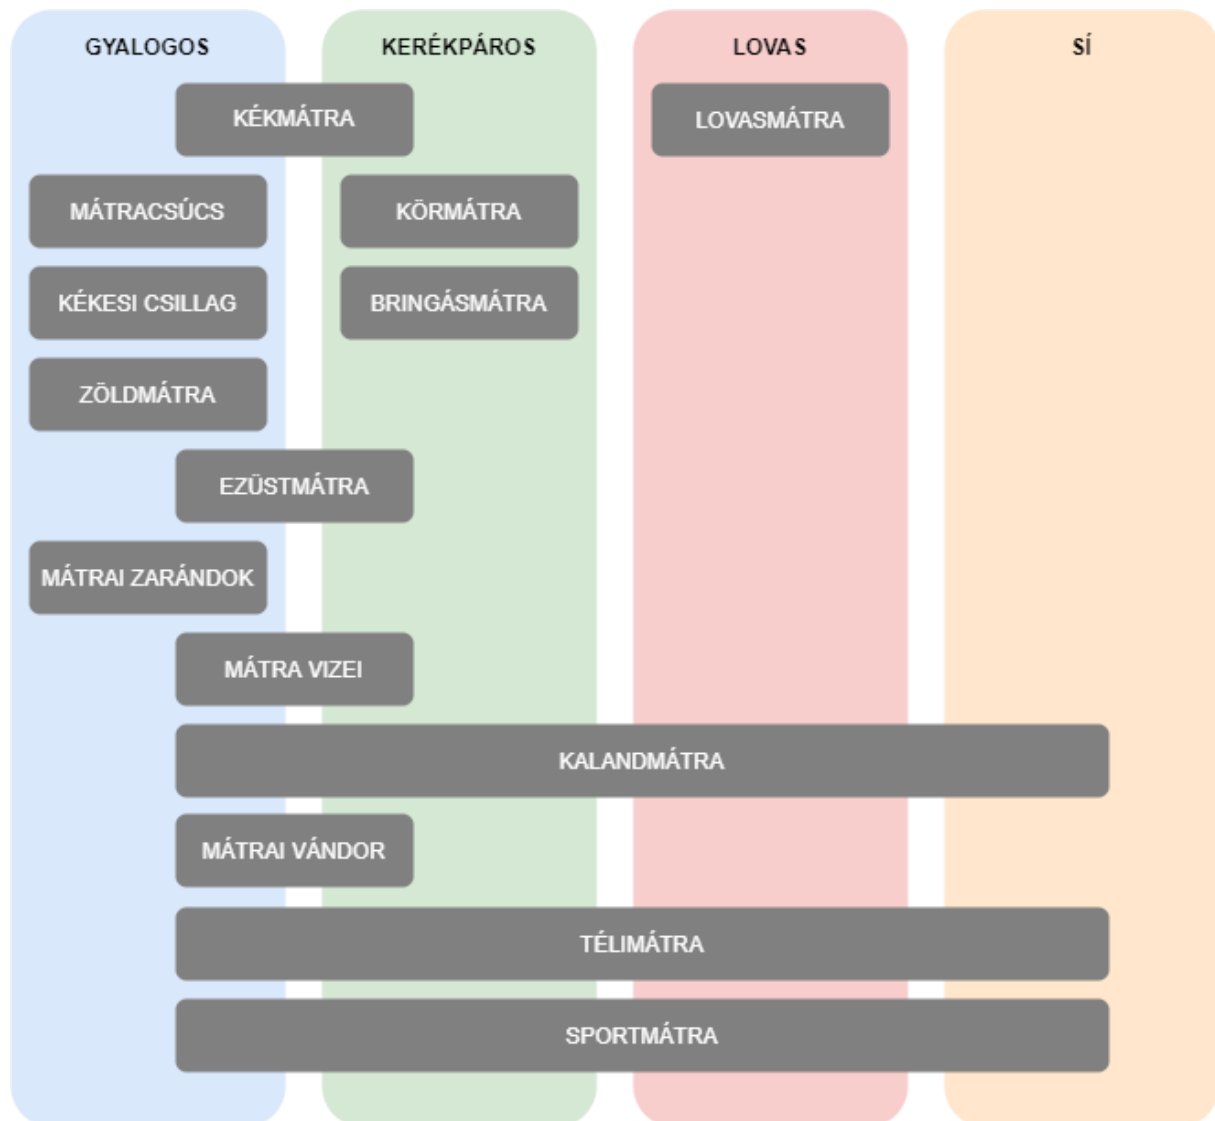 GYALOGOS KERÉKPÁROS LOVAS SÍ
KÉKMÁTRA LOVASMÁTRA
MÁTRACSÚCS KÖRMÁTRA
KÉKESI CSILLAG BRINGÁSMÁTRA
ZÖLDMÁTRA
EZÜSTMÁTRA
MÁTRAI ZARÁNDOK
MÁTRA VIZEI
KALANDMÁTRA
MÁTRAI VÁNDOR
TÉLIMÁTRA
SPORTMÁTRA